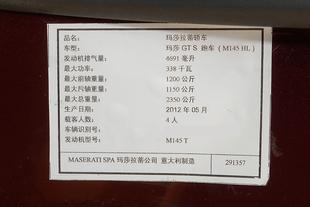 品名： 玛莎拉蒂轿车
车型： 玛莎 GT S 跑车 ( M145 HL )
发动机排气量： 4691 毫升
最大功率： 338 千瓦
最大前轴重量： 1200 公斤
最大后轴重量： 1150 公斤
最大总重量： 2350 公斤
生产日期： 2012 年 05 月
载客人数： 4 人
车辆识别号：
发动机型号： M145 T
MASERATI SPA 玛莎拉蒂公司 意大利制造 291357